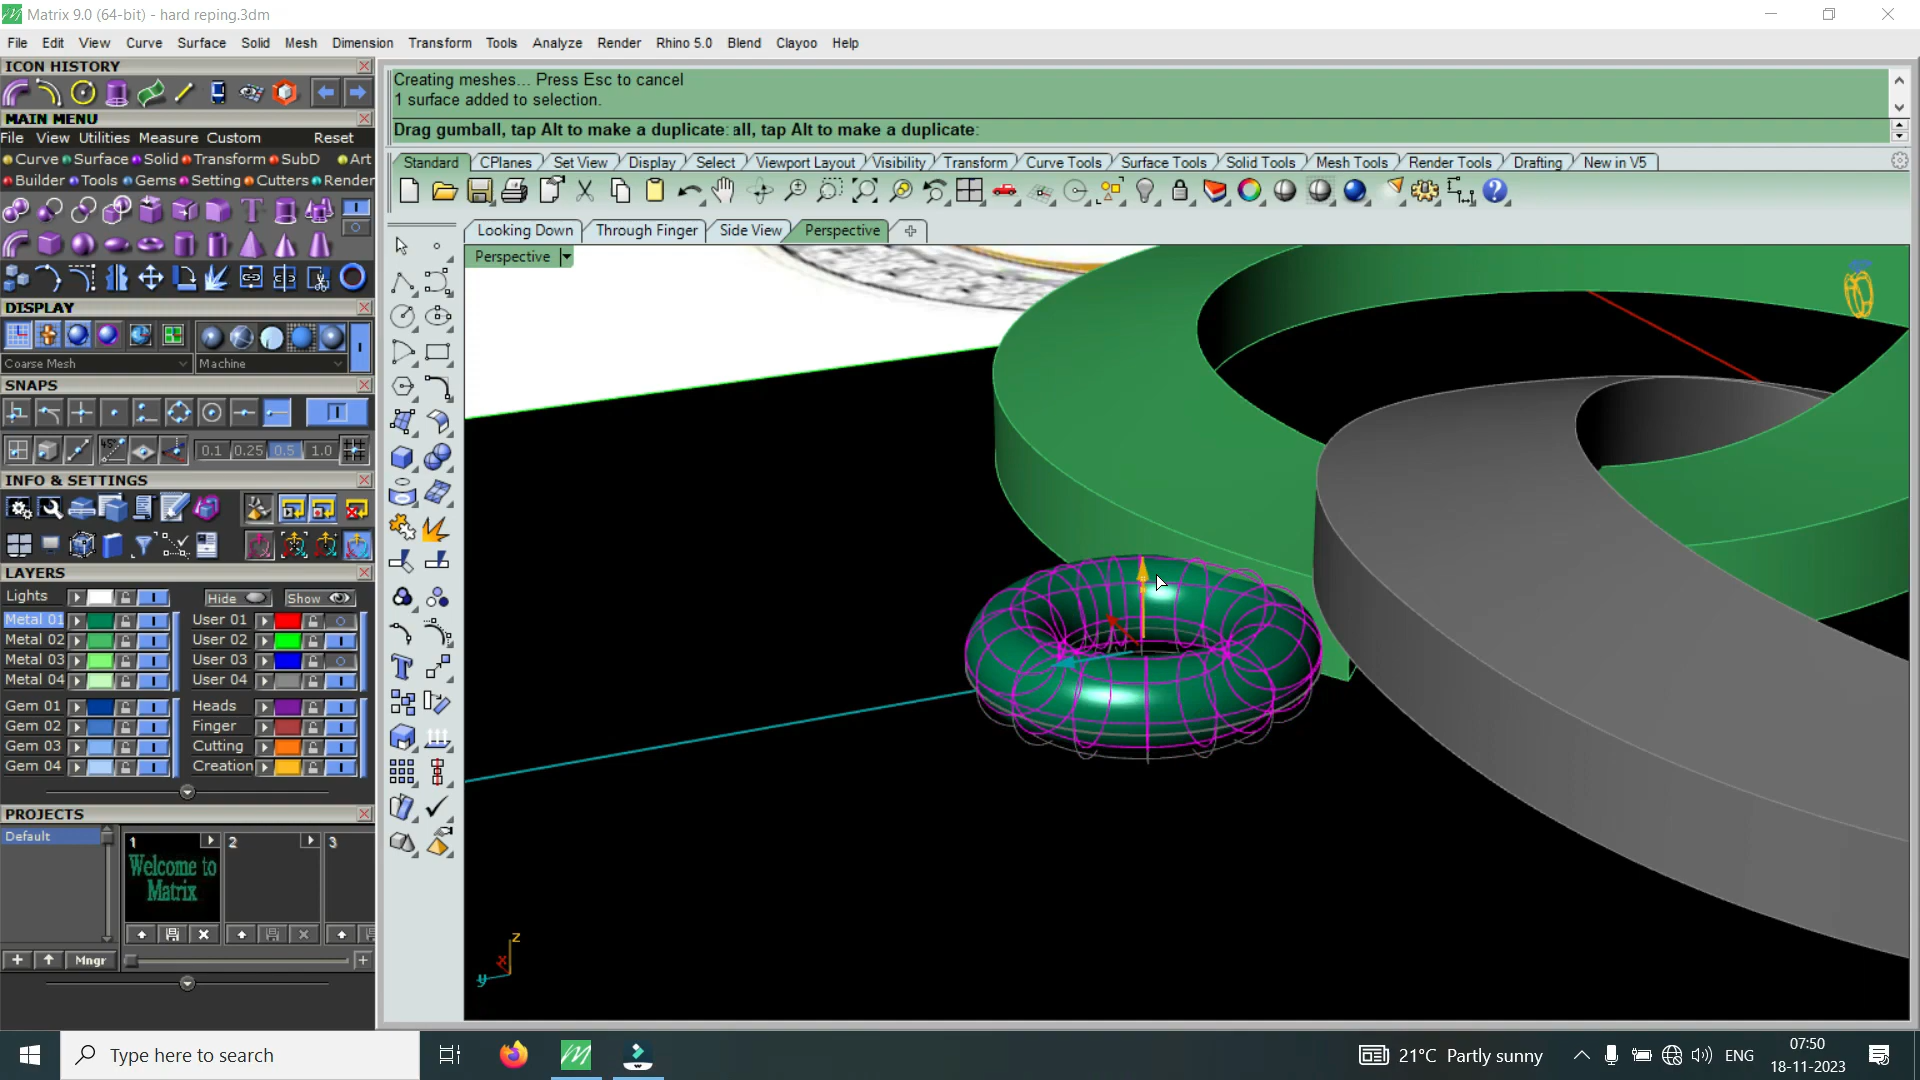 Matrix 9.0 (64-bit) - hard reping.3dm
File Edit View Curve Surface Solid Mesh Dimension Transform Tools Analyze Render Rhino 5.0 Blend Clayoo Help
ICON HISTORY
MAIN MENU
File View Utilities Measure Custom Reset
Curve Surface Solid Transform SubD Art
Builder Tools Gems Setting Cutters Render
DISPLAY
Coarse Mesh Machine
SNAPS
0.1 0.25 0.5 1.0
INFO & SETTINGS
LAYERS
Lights Hide Show
Metal 01 User 01
Metal 02 User 02
Metal 03 User 03
Metal 04 User 04
Gem 01 Heads
Gem 02 Finger
Gem 03 Cutting
Gem 04 Creation
PROJECTS
Default
1 2 3
Welcome to
Matrix
Mngr
Creating meshes... Press Esc to cancel
1 surface added to selection.
Drag gumball, tap Alt to make a duplicate: all, tap Alt to make a duplicate:
Standard CPlanes Set View Display Select Viewport Layout Visibility Transform Curve Tools Surface Tools Solid Tools Mesh Tools Render Tools Drafting New in V5
Looking Down Through Finger Side View Perspective
Perspective
z
x
y
Type here to search
21°C Partly sunny
ENG
07:50
18-11-2023